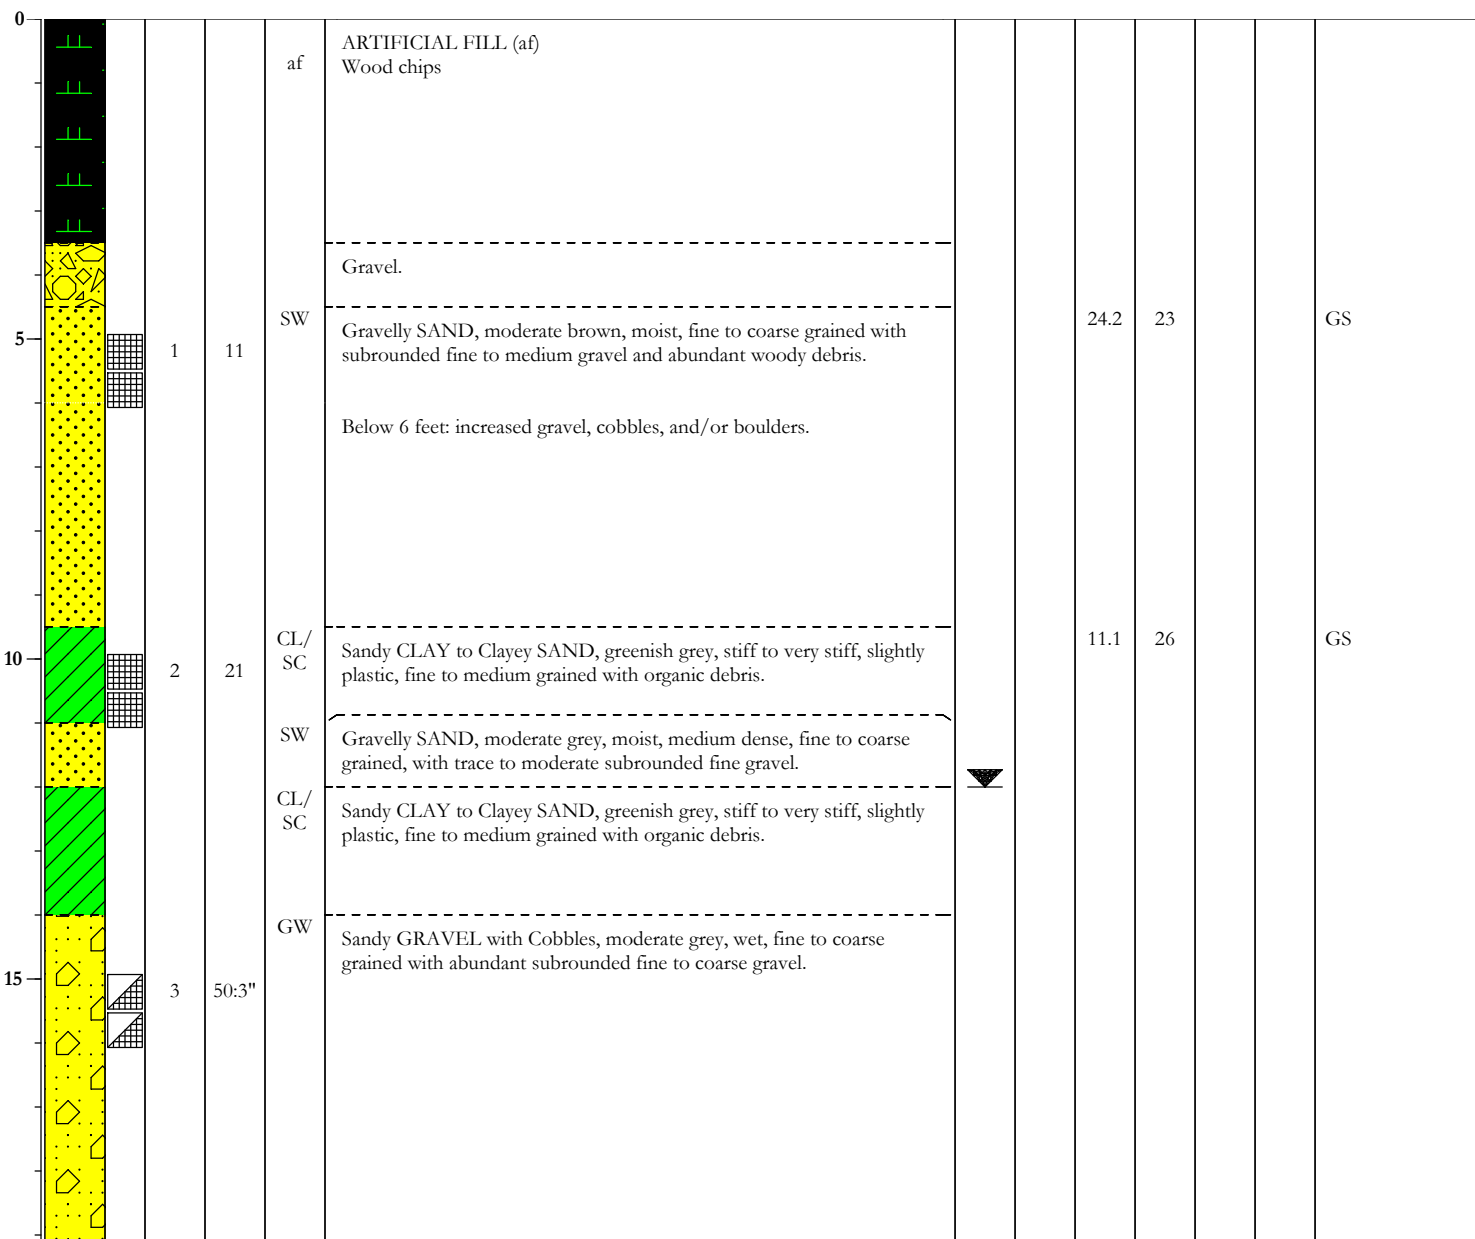 0
ARTIFICIAL FILL (af)
af
Wood chips
Gravel.
SW
24.2 23 GS
Gravelly SAND, moderate brown, moist, fine to coarse grained with
5
1 11
subrounded fine to medium gravel and abundant woody debris.
Below 6 feet: increased gravel, cobbles, and/or boulders.
CL/
11.1 26 GS
Sandy CLAY to Clayey SAND, greenish grey, stiff to very stiff, slightly
10
SC
2 21
plastic, fine to medium grained with organic debris.
SW
Gravelly SAND, moderate grey, moist, medium dense, fine to coarse
grained, with trace to moderate subrounded fine gravel.
CL/
Sandy CLAY to Clayey SAND, greenish grey, stiff to very stiff, slightly
SC
plastic, fine to medium grained with organic debris.
GW
Sandy GRAVEL with Cobbles, moderate grey, wet, fine to coarse
grained with abundant subrounded fine to coarse gravel.
15
3 50:3"